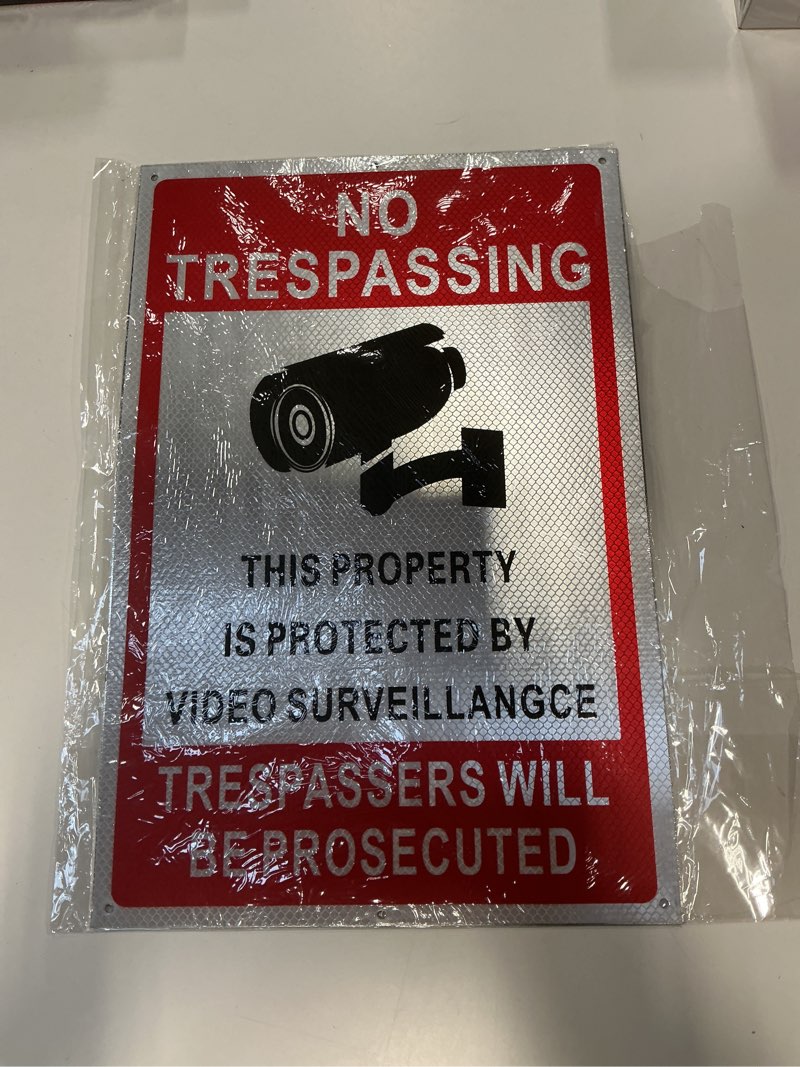 NO
TRESPASSING
THIS PROPERTY
IS PROTECTED BY
VIDEO SURVEILLANGCE
TRESPASSERS WILL
BE PROSECUTED